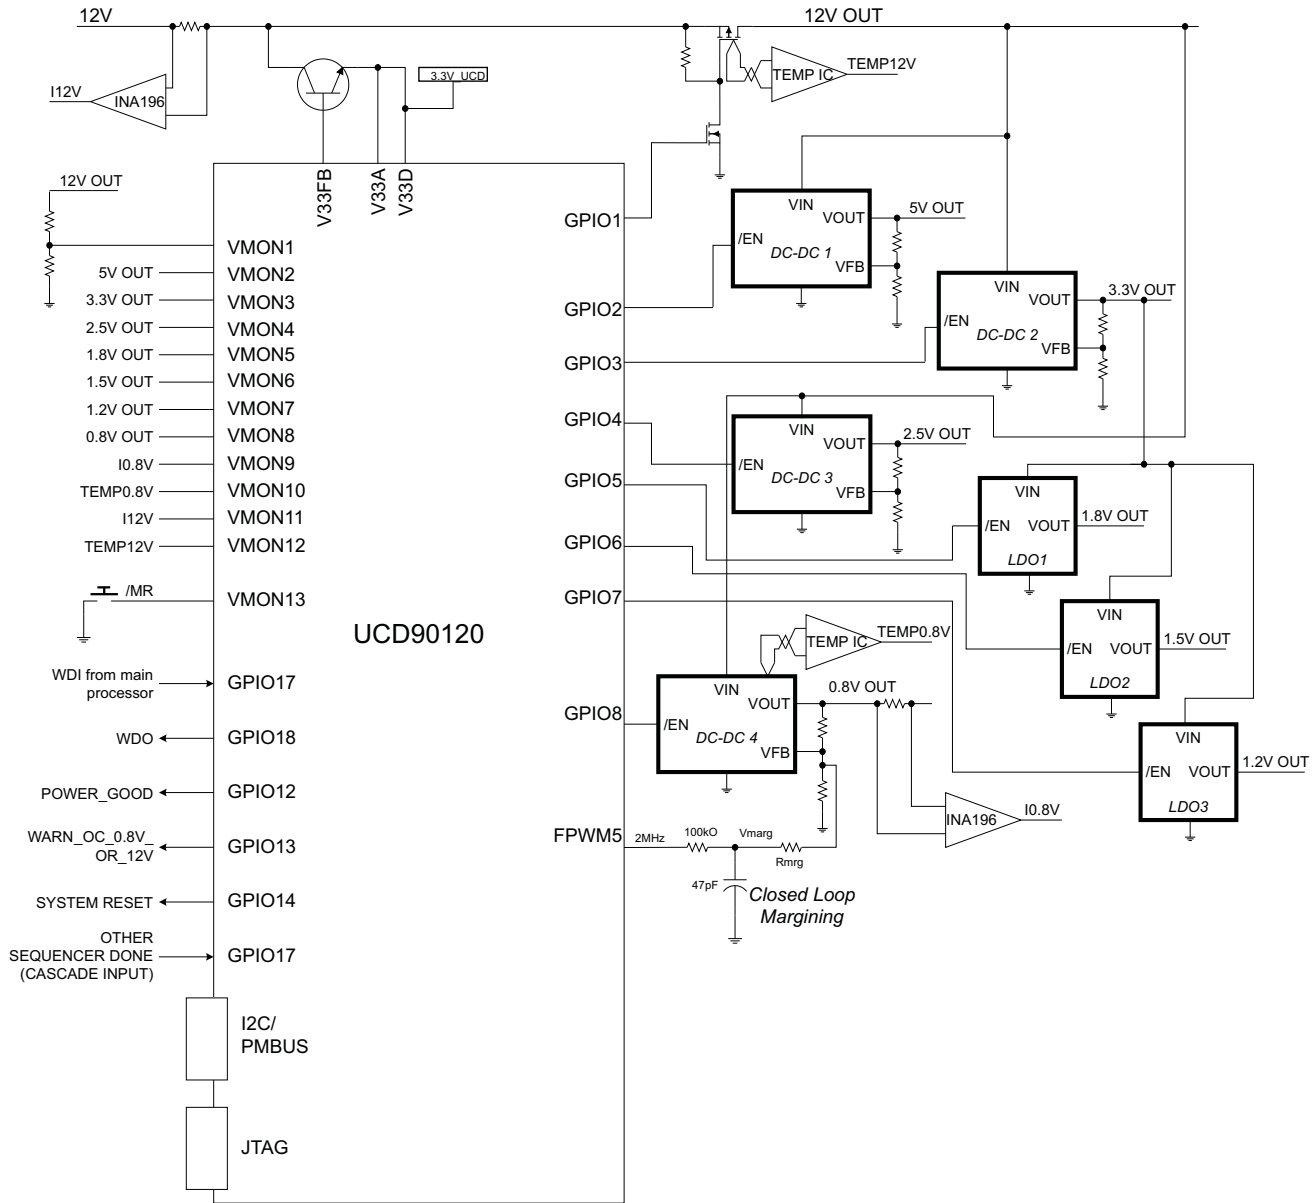 12V
12V OUT
I12V
INA196
3.3V_UCD
TEMP IC
TEMP12V
12V OUT
V33FB
V33A
V33D
VMON1
5V OUT
VMON2
3.3V OUT
VMON3
2.5V OUT
VMON4
1.8V OUT
VMON5
1.5V OUT
VMON6
1.2V OUT
VMON7
0.8V OUT
VMON8
I0.8V
VMON9
TEMP0.8V
VMON10
I12V
VMON11
TEMP12V
VMON12
/MR
VMON13
UCD90120
WDI from main
processor
GPIO17
WDO
GPIO18
POWER_GOOD
GPIO12
WARN_OC_0.8V_
OR_12V
GPIO13
SYSTEM RESET
GPIO14
OTHER
SEQUENCER DONE
(CASCADE INPUT)
GPIO17
I2C/
PMBUS
JTAG
GPIO1
GPIO2
GPIO3
GPIO4
GPIO5
GPIO6
GPIO7
GPIO8
FPWM5
VIN
VOUT
/EN
DC-DC 1
VFB
5V OUT
VIN
VOUT
/EN
DC-DC 2
VFB
3.3V OUT
VIN
VOUT
/EN
DC-DC 3
VFB
2.5V OUT
VIN
/EN
VOUT
LDO1
1.8V OUT
VIN
/EN
VOUT
LDO2
1.5V OUT
VIN
/EN
VOUT
LDO3
1.2V OUT
TEMP IC
TEMP0.8V
VIN
VOUT
/EN
DC-DC 4
VFB
0.8V OUT
INA196
I0.8V
2MHz
100kO
Vmarg
Rmrg
47pF
Closed Loop
Margining